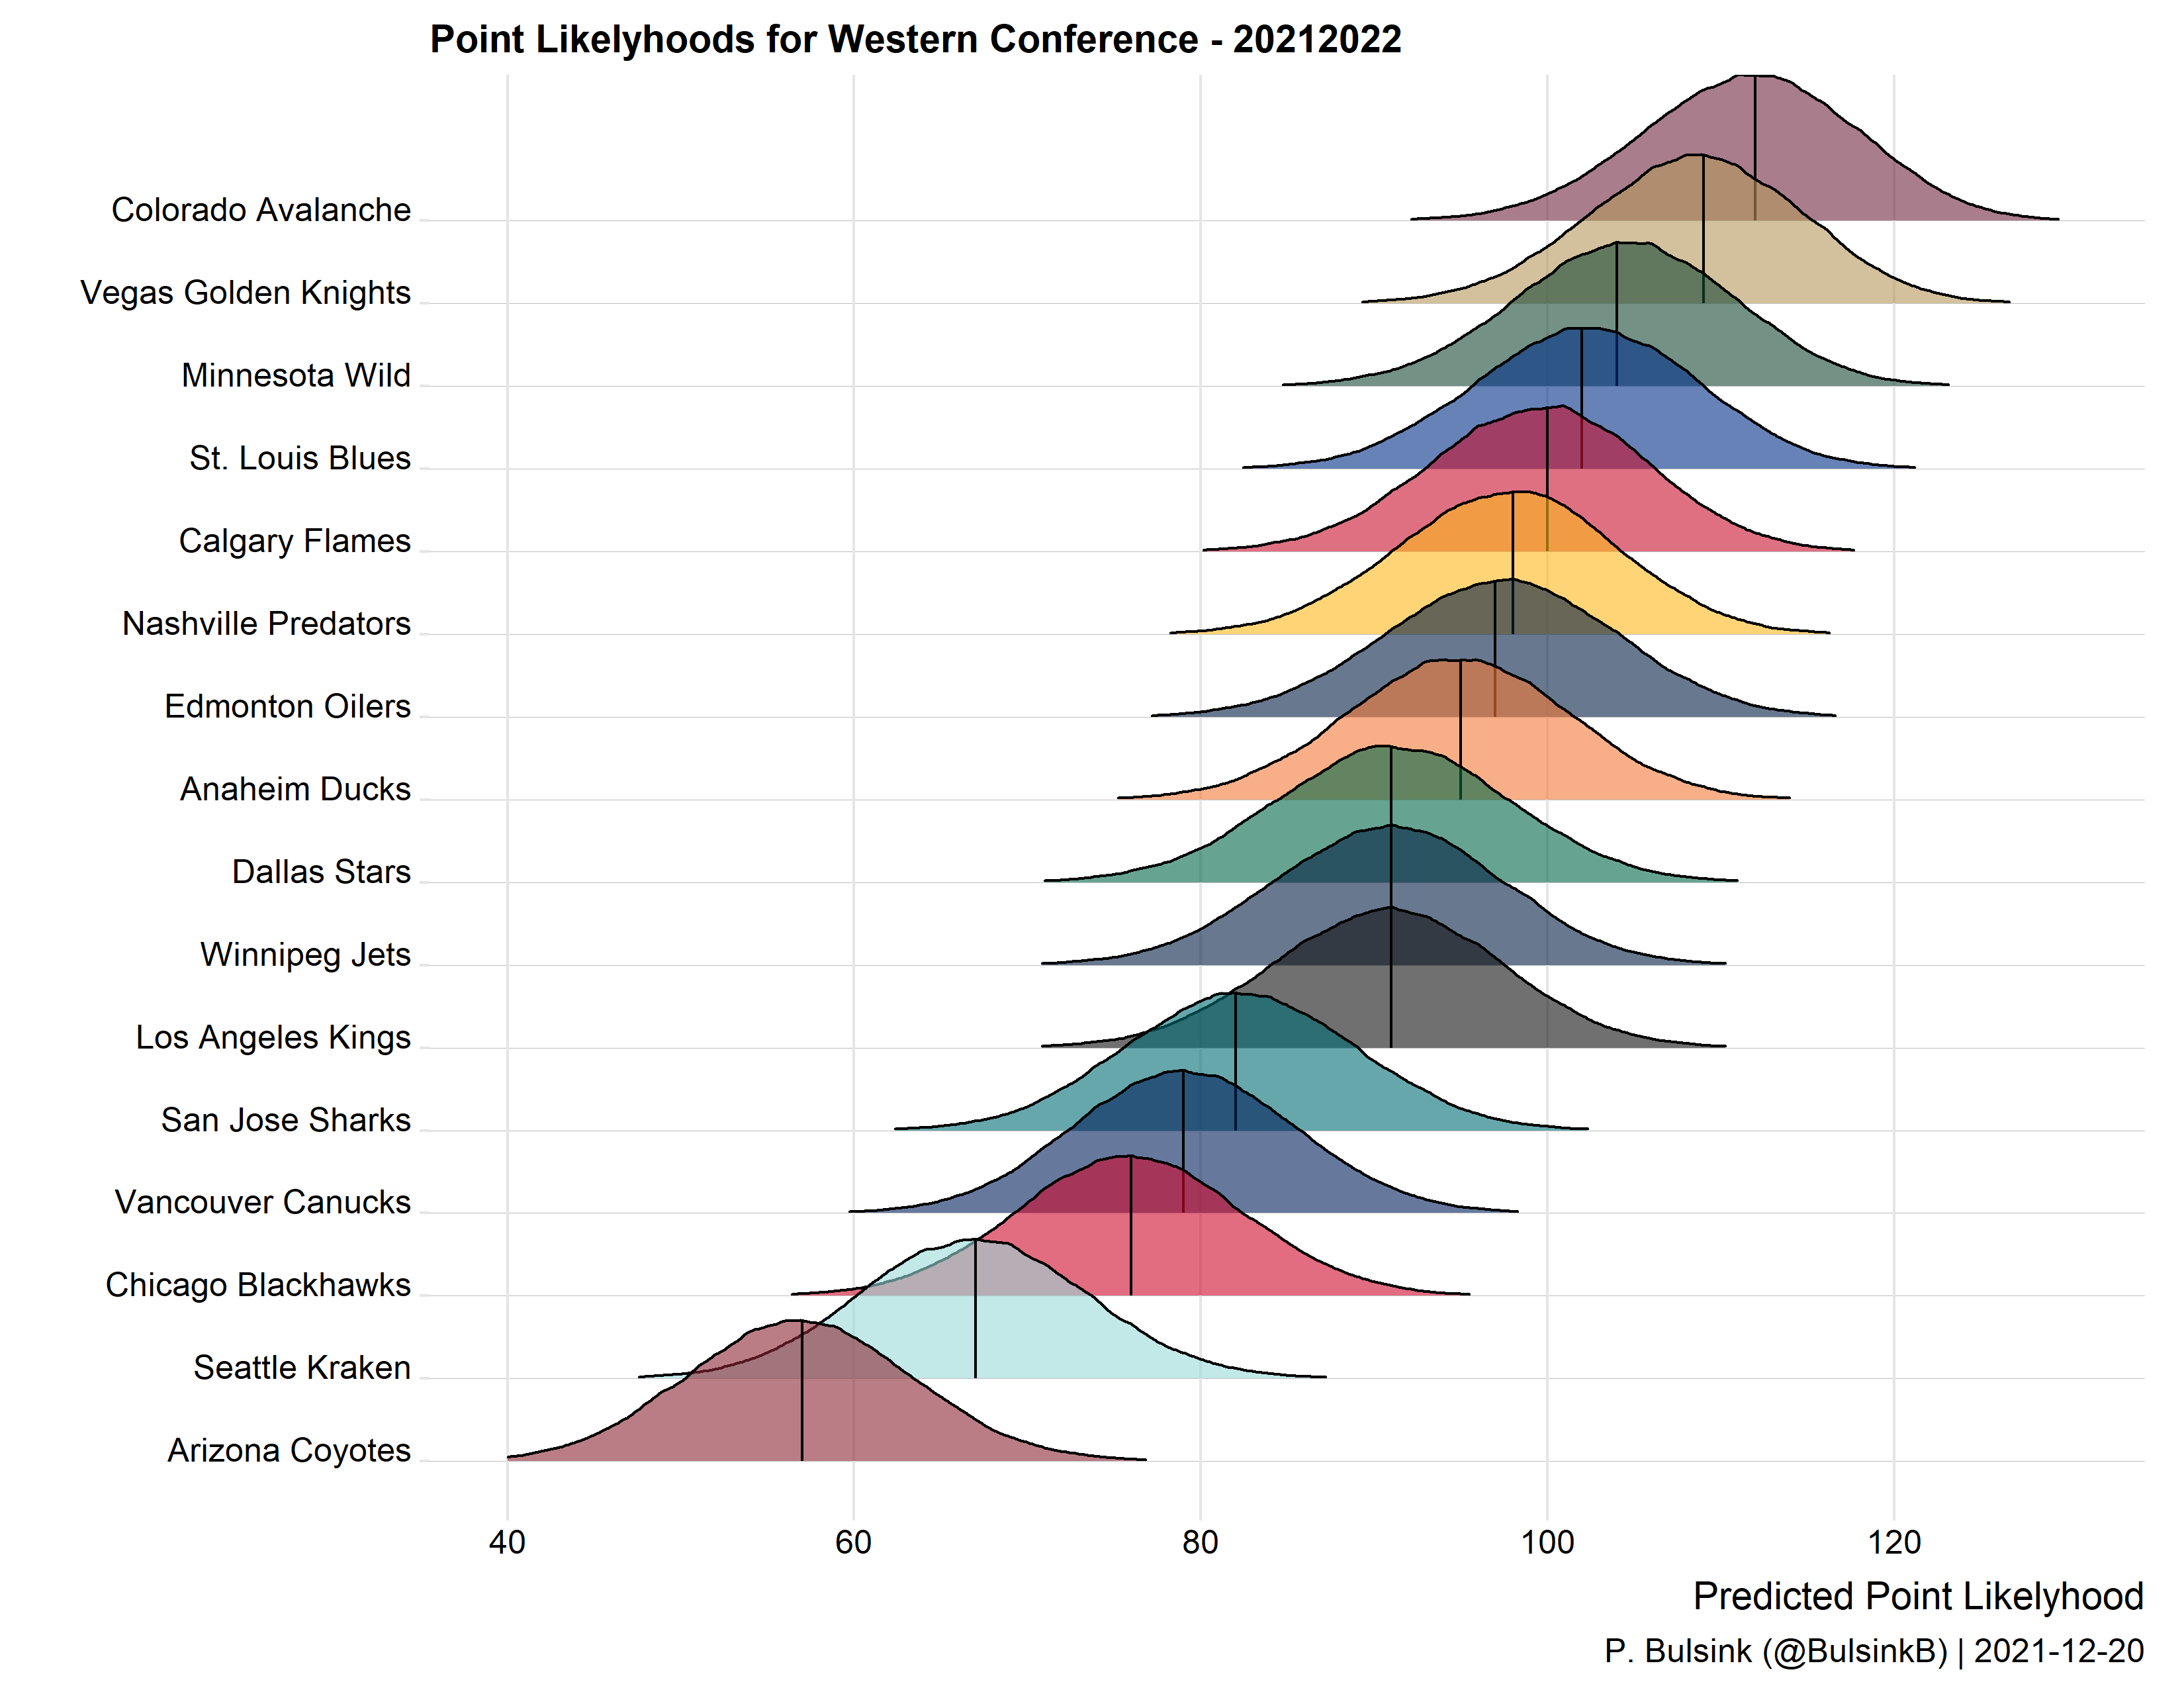 Point Likelyhoods for Western Conference - 20212022
Colorado Avalanche
Vegas Golden Knights
Minnesota Wild
St. Louis Blues
Calgary Flames
Nashville Predators
Edmonton Oilers
Anaheim Ducks
Dallas Stars
Winnipeg Jets
Los Angeles Kings
San Jose Sharks
Vancouver Canucks
Chicago Blackhawks
Seattle Kraken
Arizona Coyotes
40 60 80 100 120
Predicted Point Likelyhood
P. Bulsink (@BulsinkB) | 2021-12-20